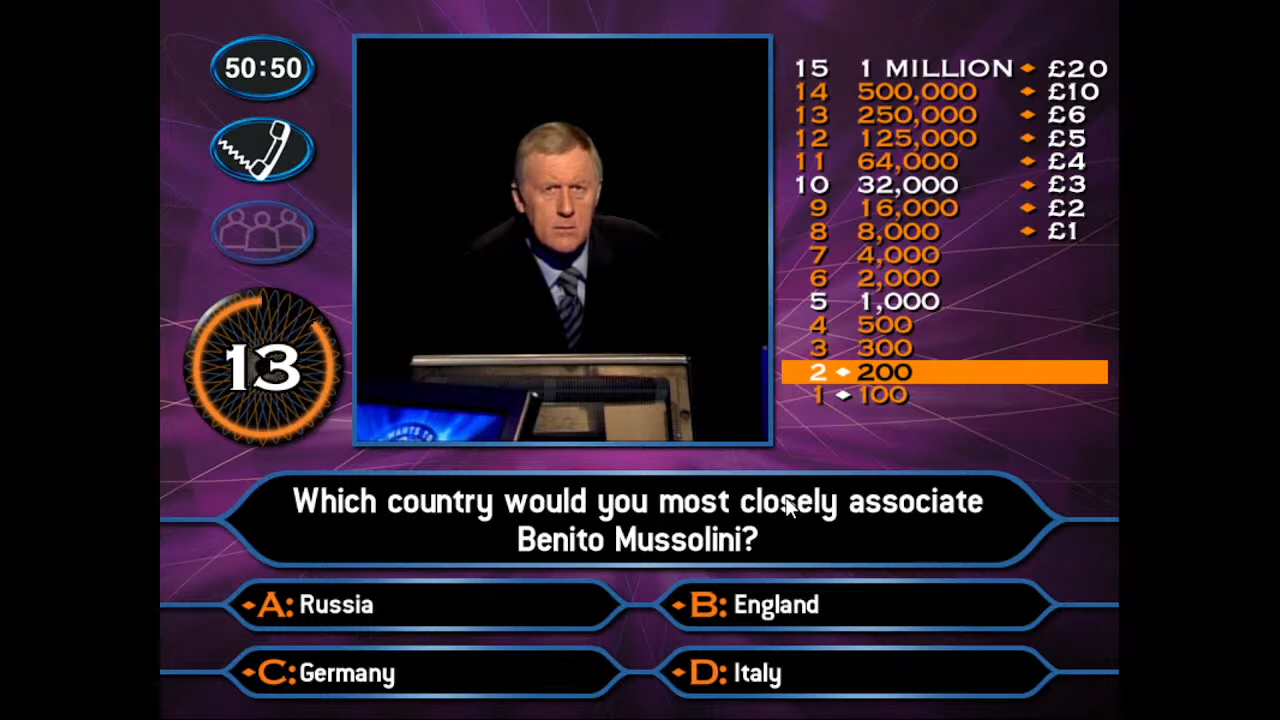 50:50
13
15 1 MILLION £20
14 500,000 £10
13 250,000 £6
12 125,000 £5
11 64,000 £4
10 32,000 £3
9 16,000 £2
8 8,000 £1
7 4,000
6 2,000
5 1,000
4 500
3 300
2 200
1 100
WANTS TO
Which country would you most closely associate
Benito Mussolini?
A: Russia
B: England
C: Germany
D: Italy